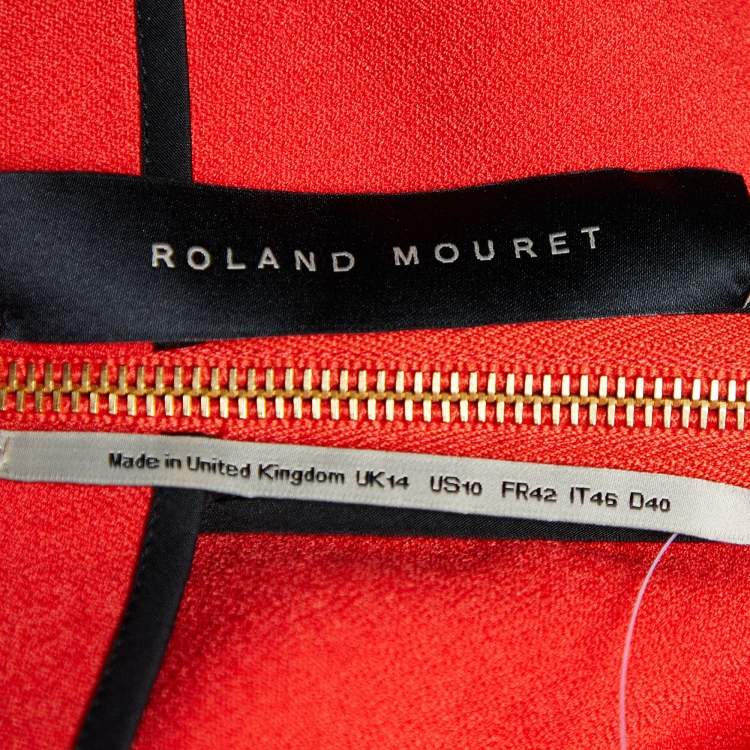 ROLAND MOURET
Made in United Kingdom UK14 US10 FR42 IT46 D40